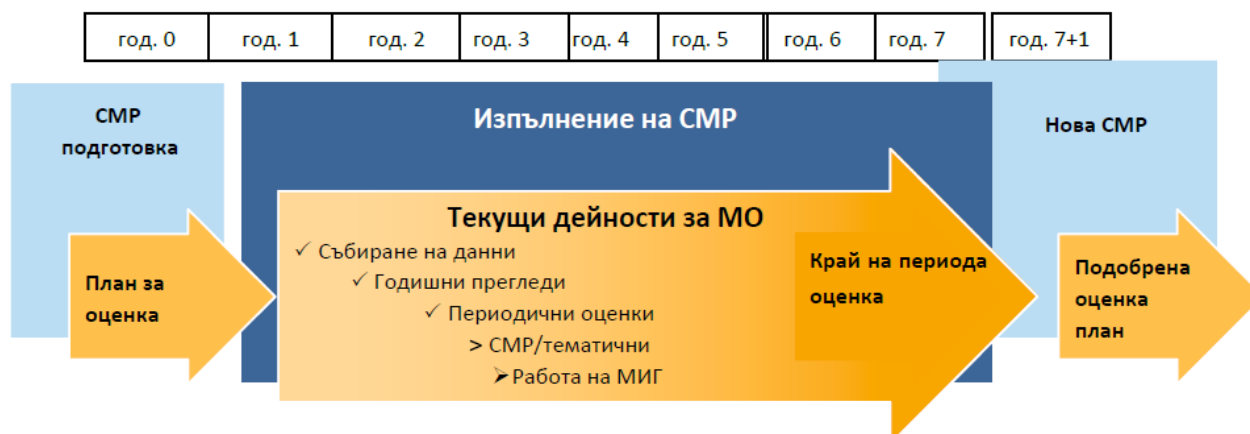 год. 0 год. 1 год. 2 год. 3 год. 4 год. 5 год. 6 год. 7 год. 7+1
СМР
подготовка
Изпълнение на СМР
Нова СМР
План за
оценка
Текущи дейности за МО
✓ Събиране на данни
✓ Годишни прегледи
✓ Периодични оценки
> СМР/тематични
➢ Работа на МИГ
Край на периода
оценка
Подобрена
оценка
план